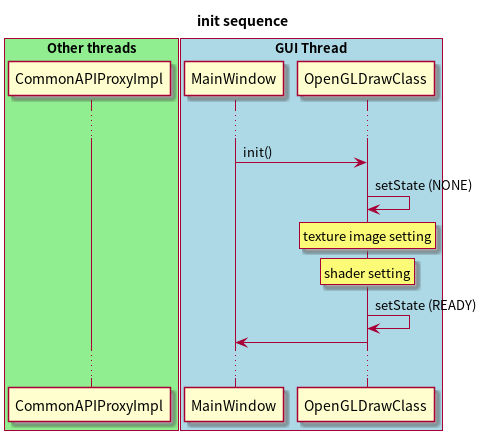 init sequence
Other threads
GUI Thread
CommonAPIProxyImpl
MainWindow
OpenGLDrawClass
init()
setState (NONE)
texture image setting
shader setting
setState (READY)
CommonAPIProxyImpl
MainWindow
OpenGLDrawClass